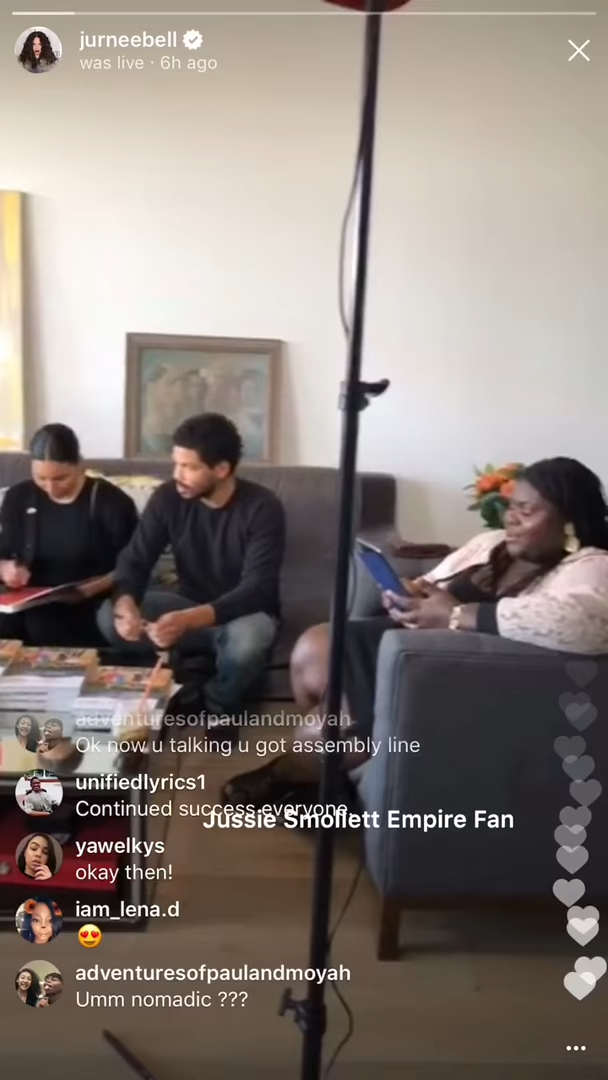 jurneebell
was live · 6h ago
adventuresofpaulandmoyah
Ok now u talking u got assembly line
unifiedlyrics1
Continued success everyone.
Jussie Smollett Empire Fan
yawelkys
okay then!
iam_lena.d
😍
adventuresofpaulandmoyah
Umm nomadic ???